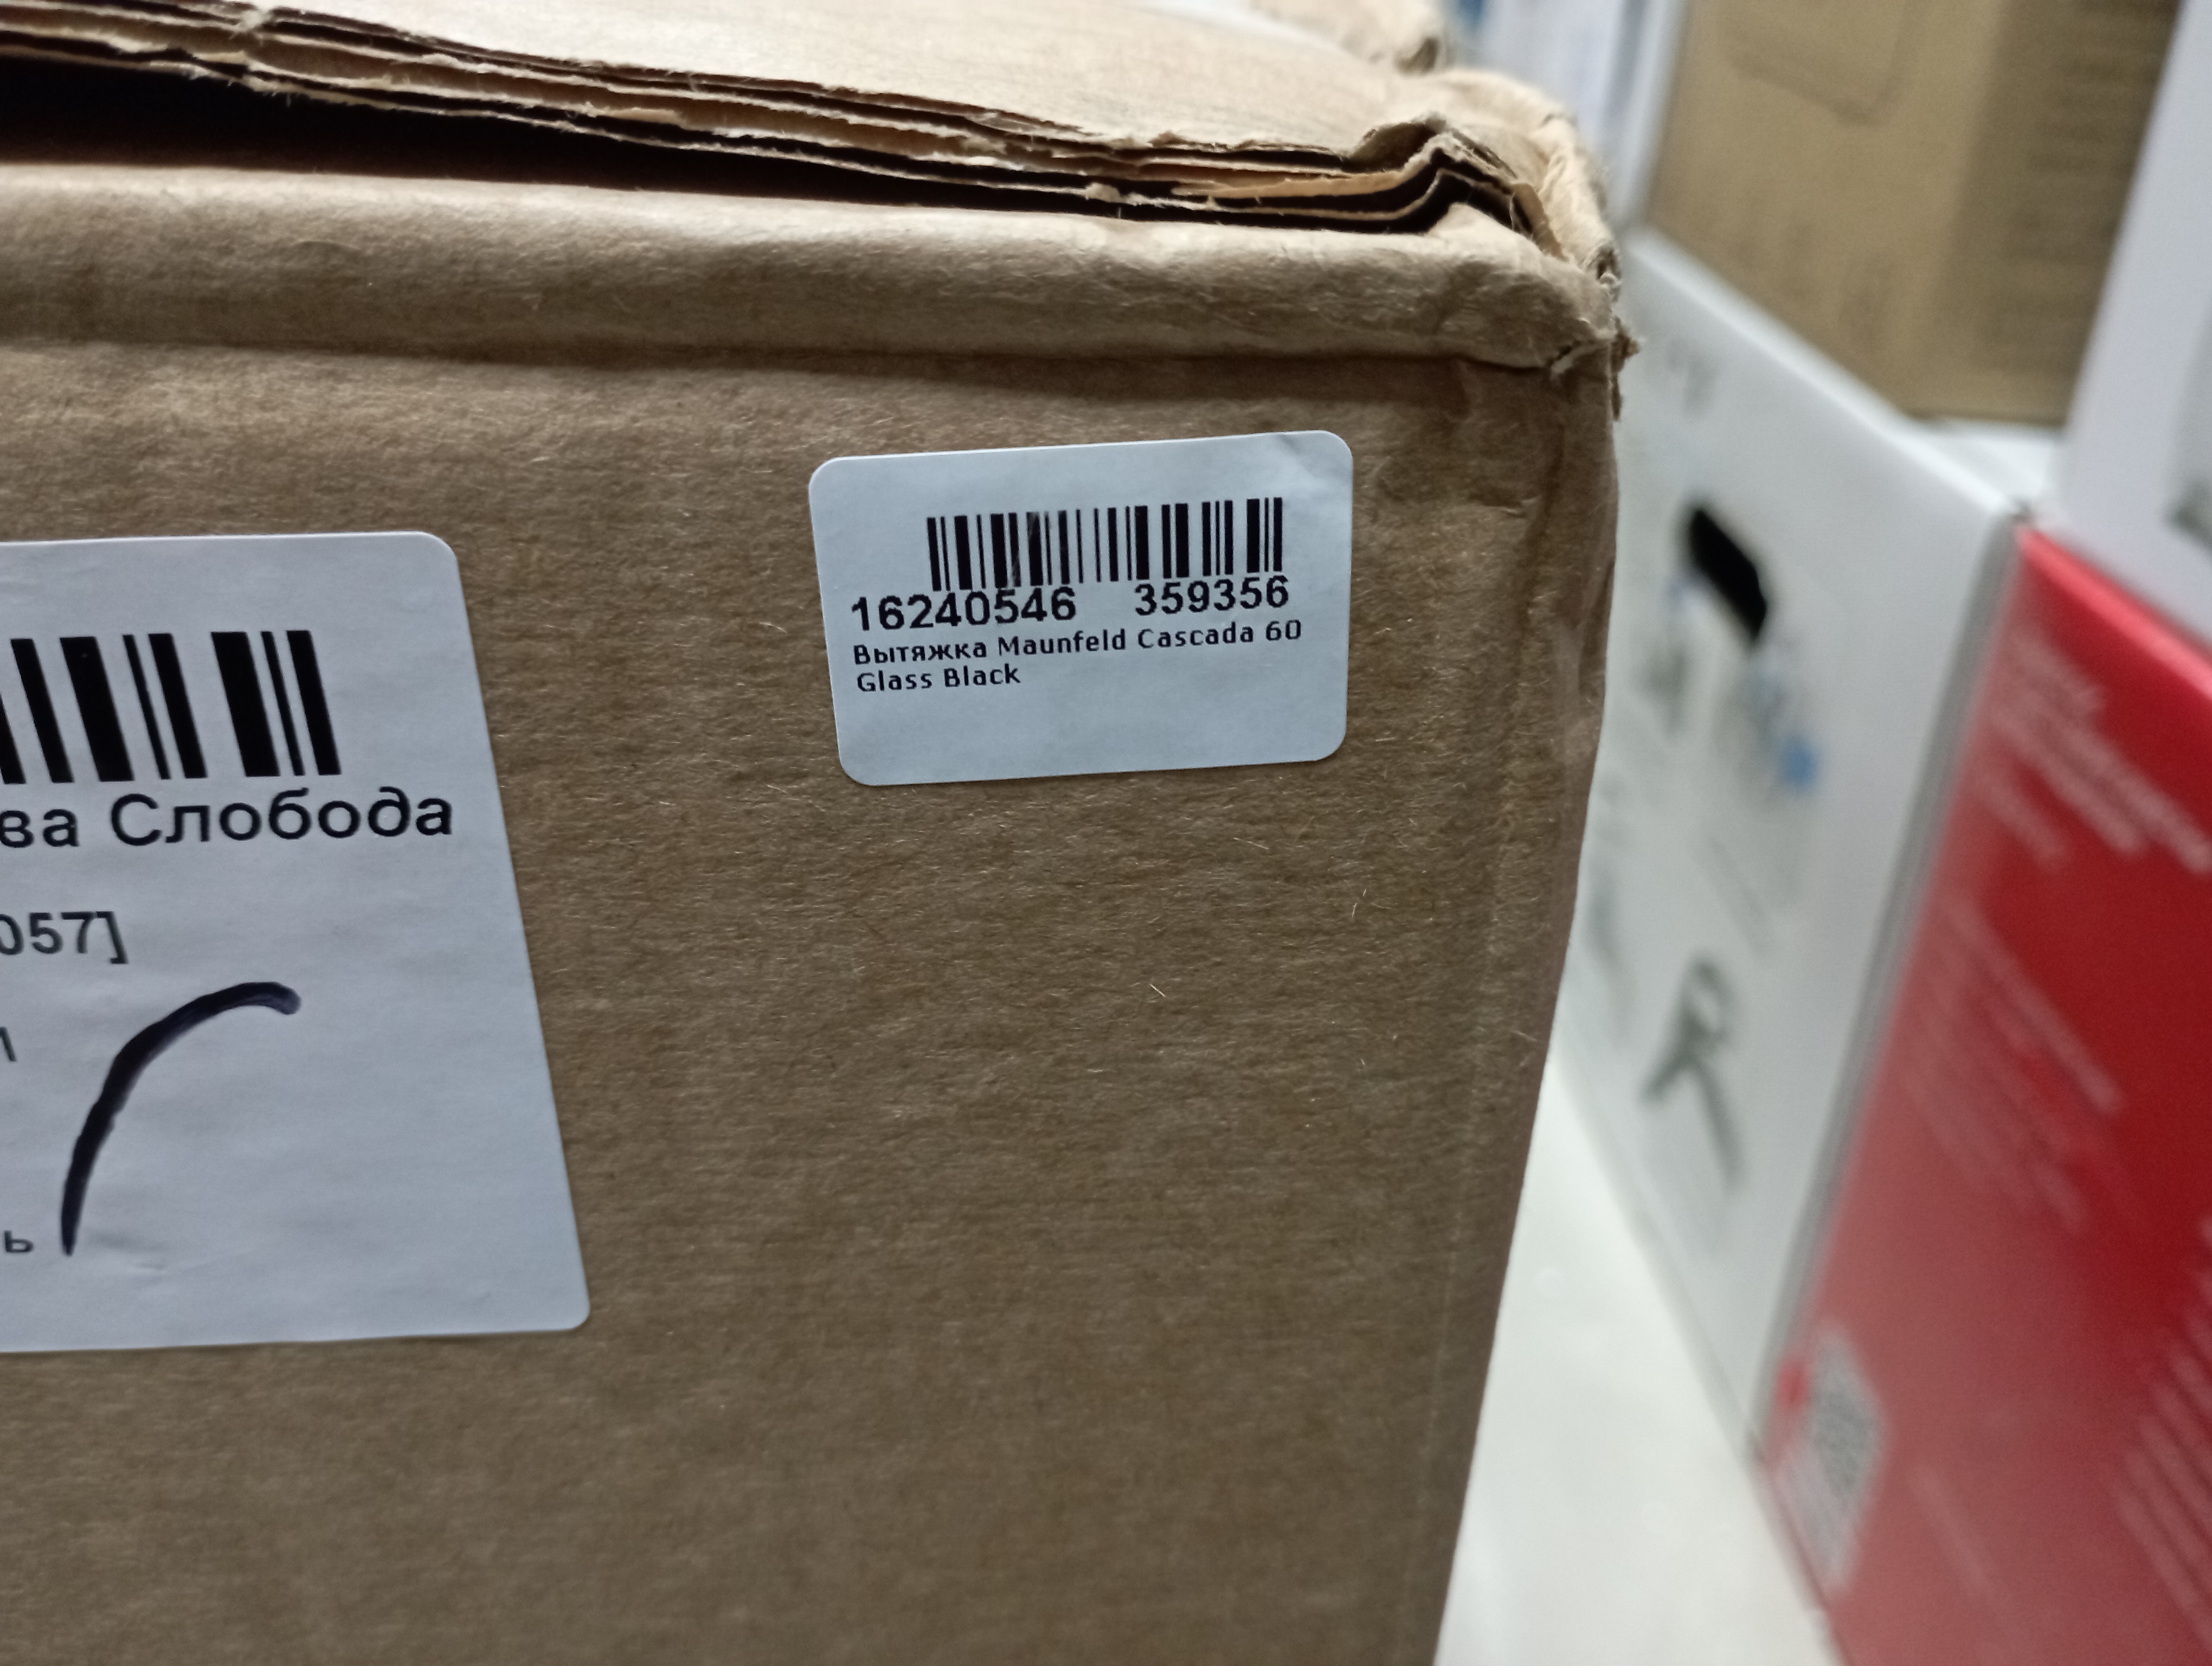 16240546 359356
Вытяжка Maunfeld Cascada 60
Glass Black
ва Слобода
057]
ь